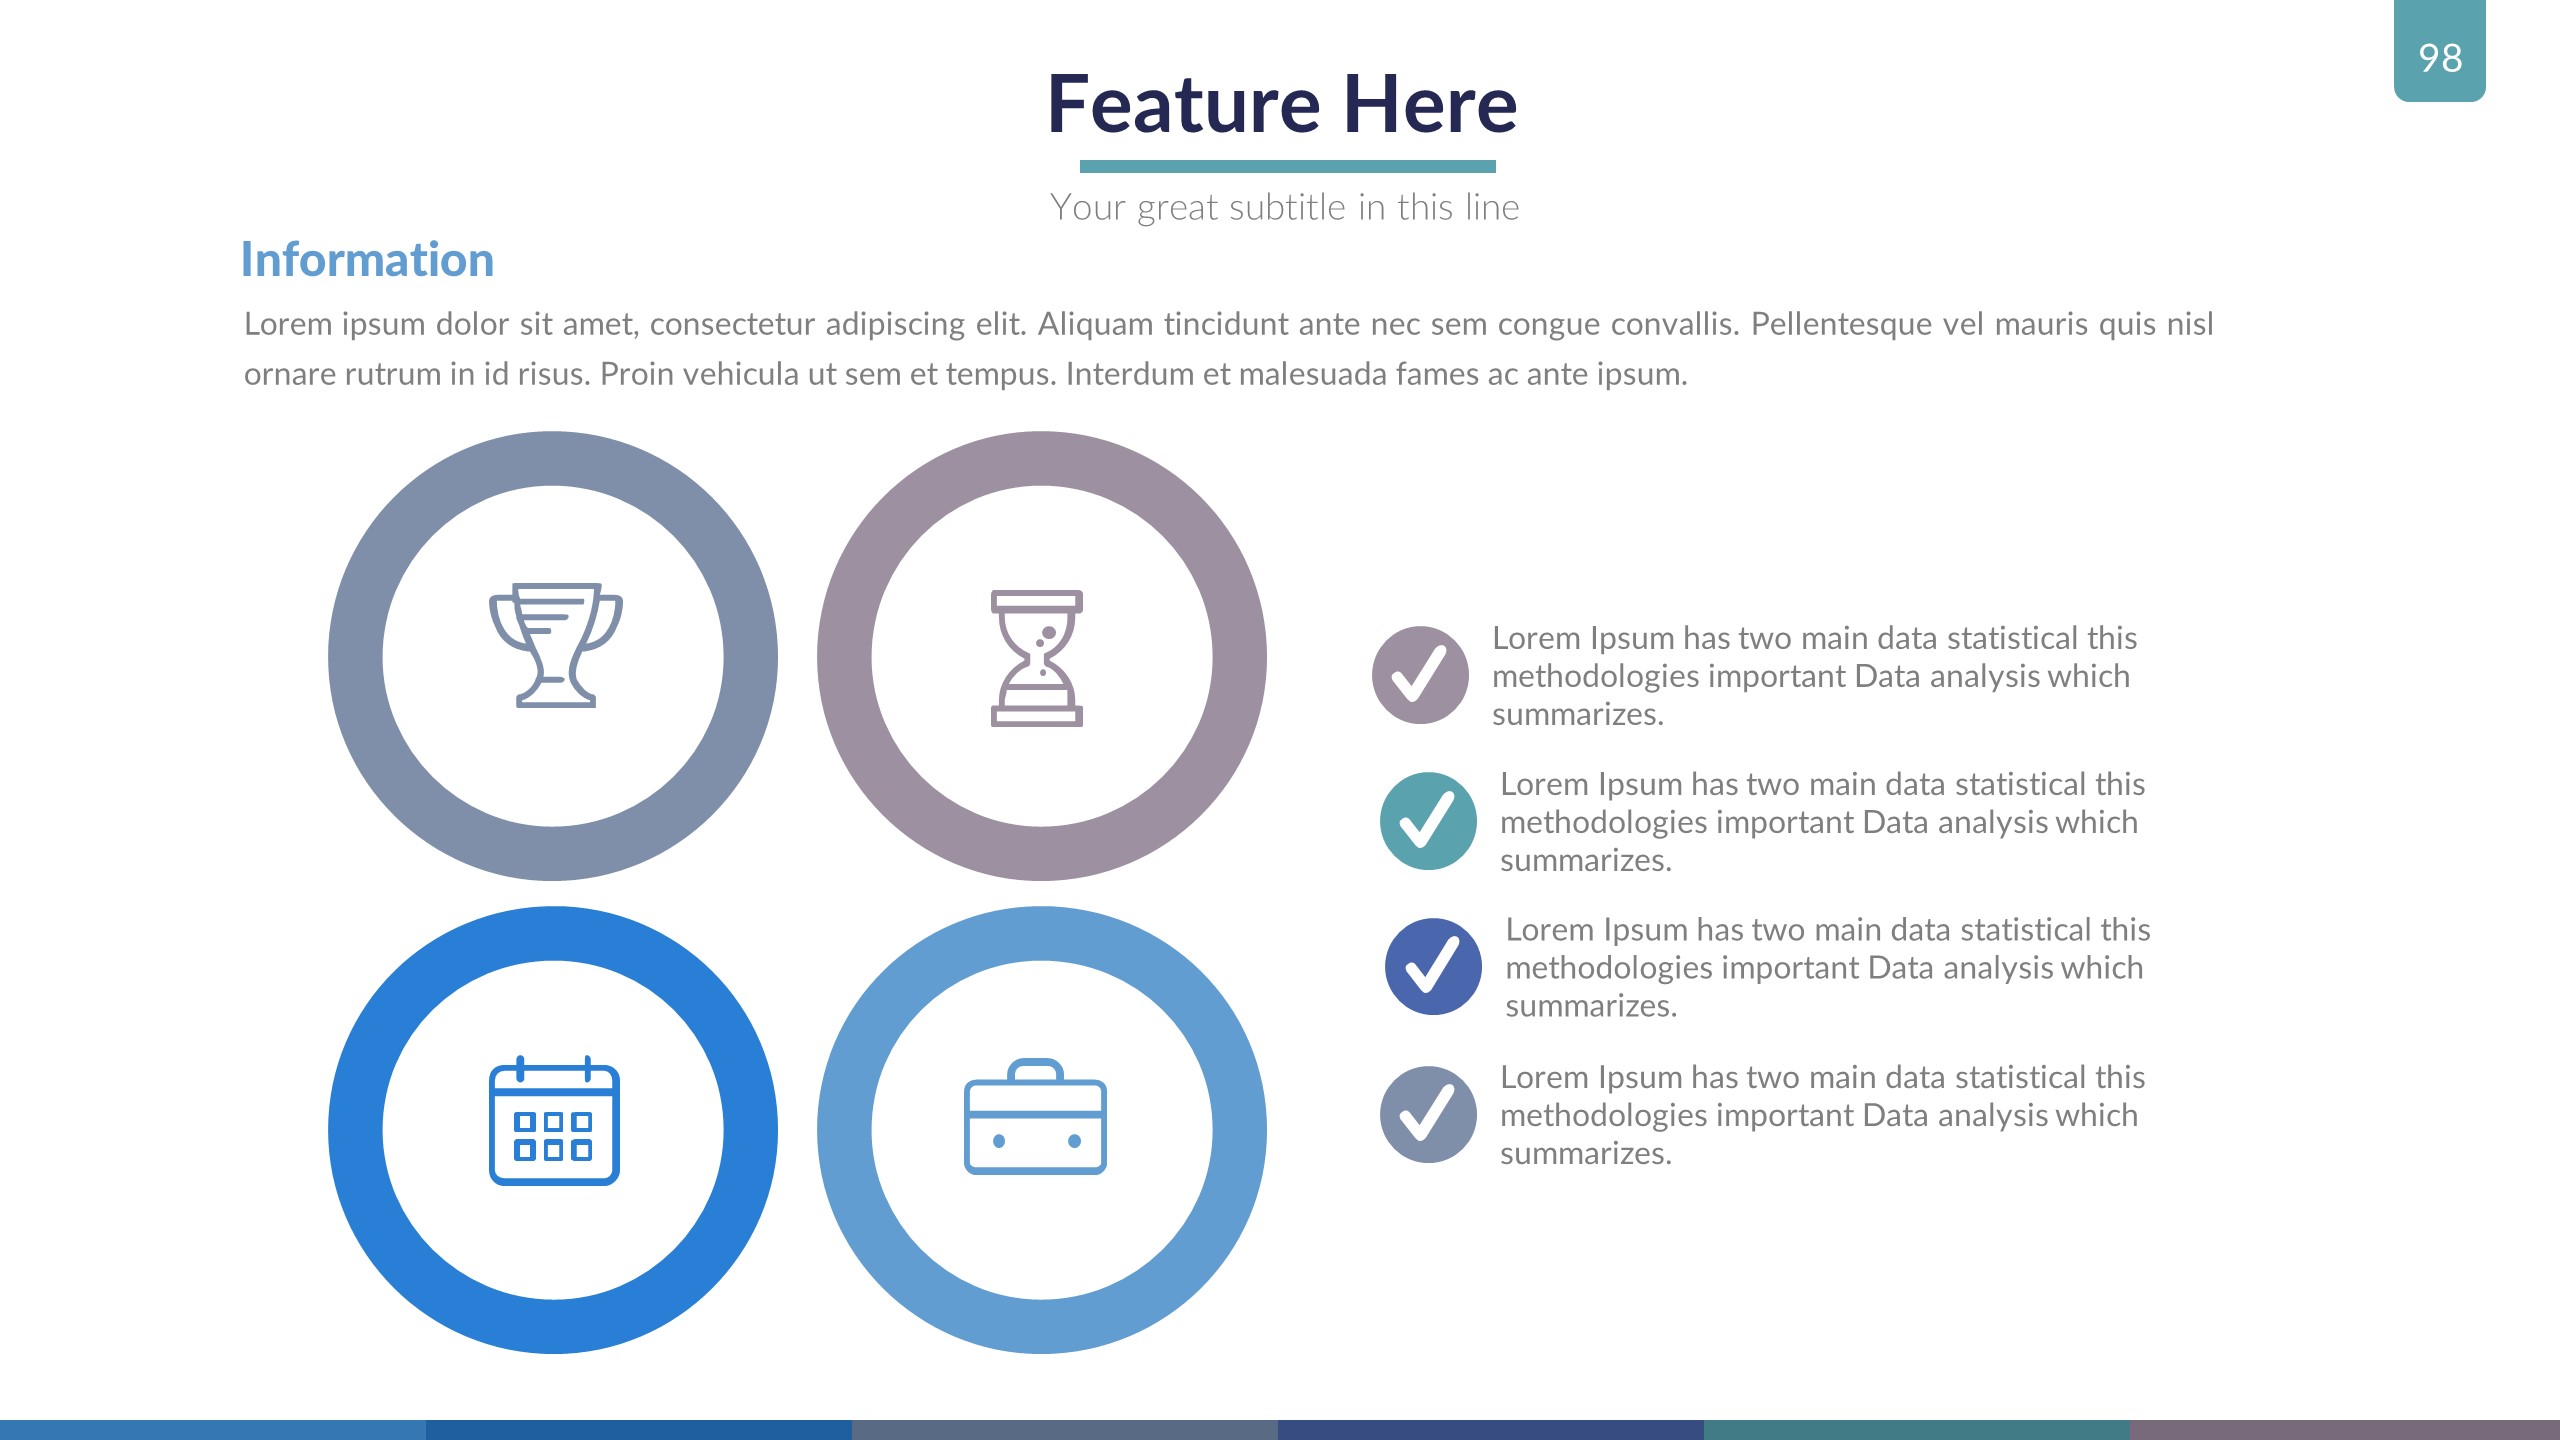 98
Feature Here
Your great subtitle in this line
Information
Lorem ipsum dolor sit amet, consectetur adipiscing elit. Aliquam tincidunt ante nec sem congue convallis. Pellentesque vel mauris quis nisl
ornare rutrum in id risus. Proin vehicula ut sem et tempus. Interdum et malesuada fames ac ante ipsum.
Lorem Ipsum has two main data statistical this
methodologies important Data analysis which
summarizes.
Lorem Ipsum has two main data statistical this
methodologies important Data analysis which
summarizes.
Lorem Ipsum has two main data statistical this
methodologies important Data analysis which
summarizes.
Lorem Ipsum has two main data statistical this
methodologies important Data analysis which
summarizes.